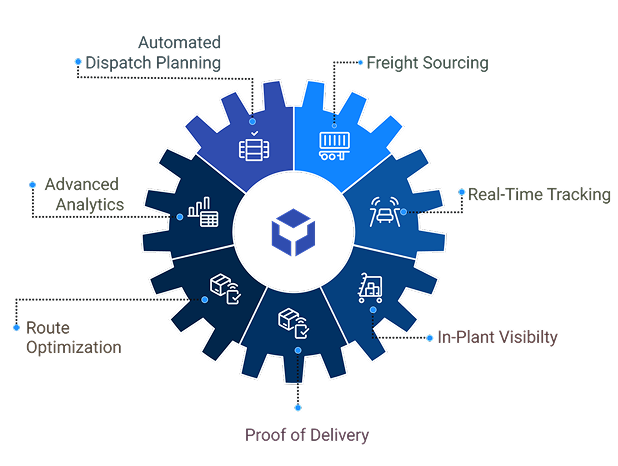 Automated
Dispatch Planning
Freight Sourcing
Advanced
Analytics
Real-Time Tracking
Route
Optimization
In-Plant Visibilty
Proof of Delivery